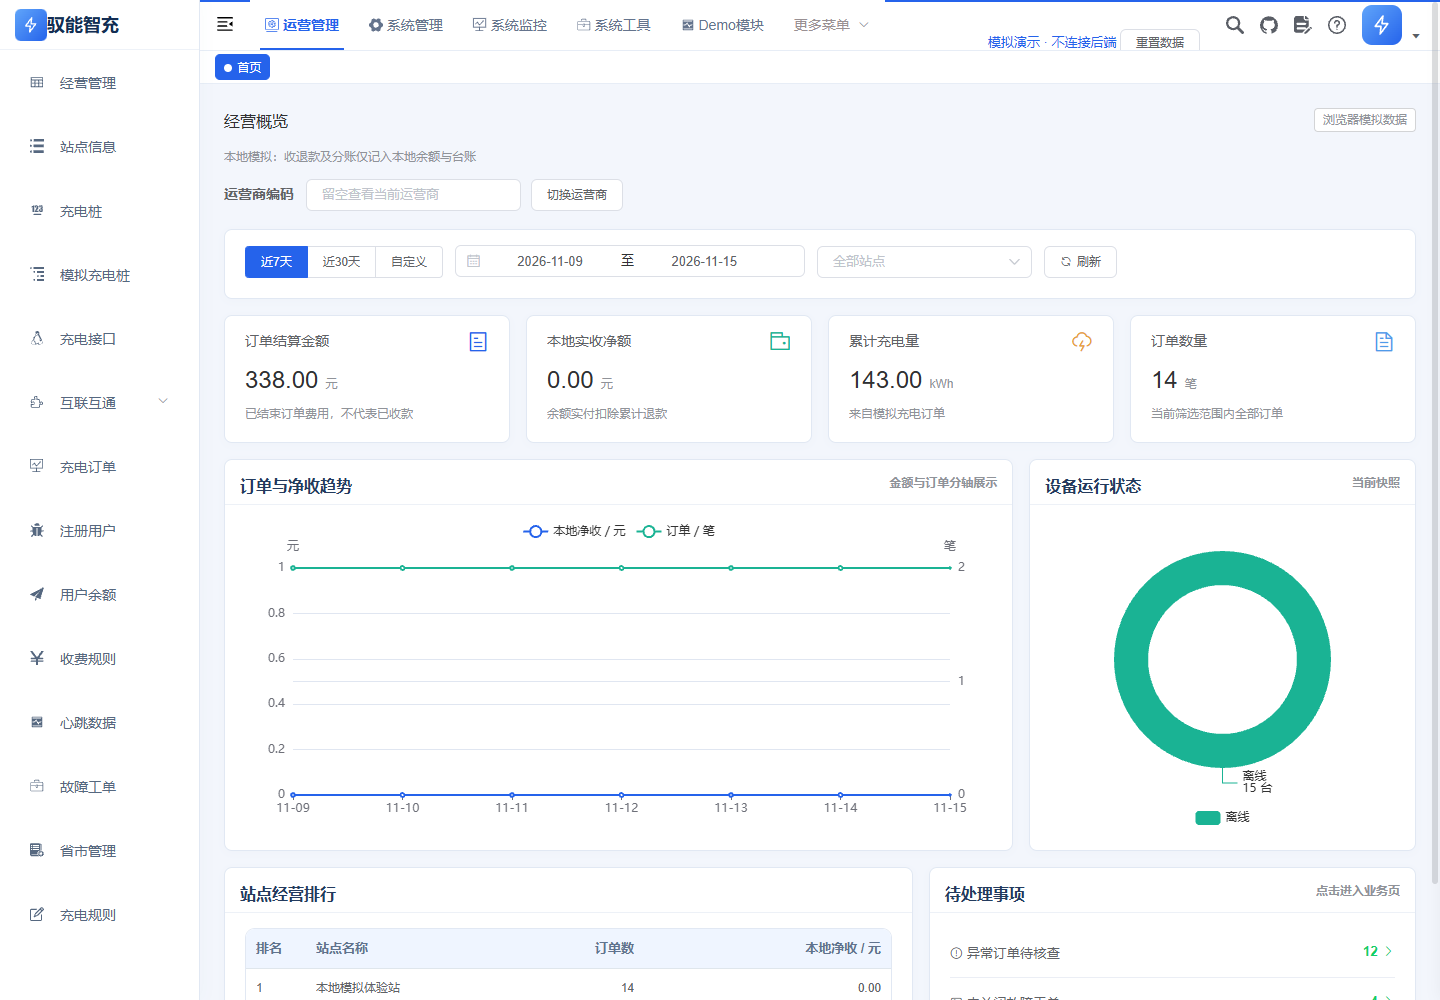 驭能智充
运营管理
系统管理
系统监控
系统工具
Demo模块
更多菜单
模拟演示 · 不连接后端
重置数据
首页
经营管理
站点信息
充电桩
模拟充电桩
充电接口
互联互通
充电订单
注册用户
用户余额
收费规则
心跳数据
故障工单
省市管理
充电规则
经营概览
浏览器模拟数据
本地模拟：收退款及分账仅记入本地余额与台账
运营商编码
留空查看当前运营商
切换运营商
近7天
近30天
自定义
2026-11-09
至
2026-11-15
全部站点
刷新
订单结算金额
338.00 元
已结束订单费用，不代表已收款
本地实收净额
0.00 元
余额实付扣除累计退款
累计充电量
143.00 kWh
来自模拟充电订单
订单数量
14 笔
当前筛选范围内全部订单
订单与净收趋势
金额与订单分轴展示
本地净收 / 元
订单 / 笔
元
笔
1
0.8
0.6
0.4
0.2
0
2
1
0
11-09
11-10
11-11
11-12
11-13
11-14
11-15
设备运行状态
当前快照
离线
15 台
离线
站点经营排行
排名
站点名称
订单数
本地净收 / 元
1
本地模拟体验站
14
0.00
待处理事项
点击进入业务页
异常订单待核查
12